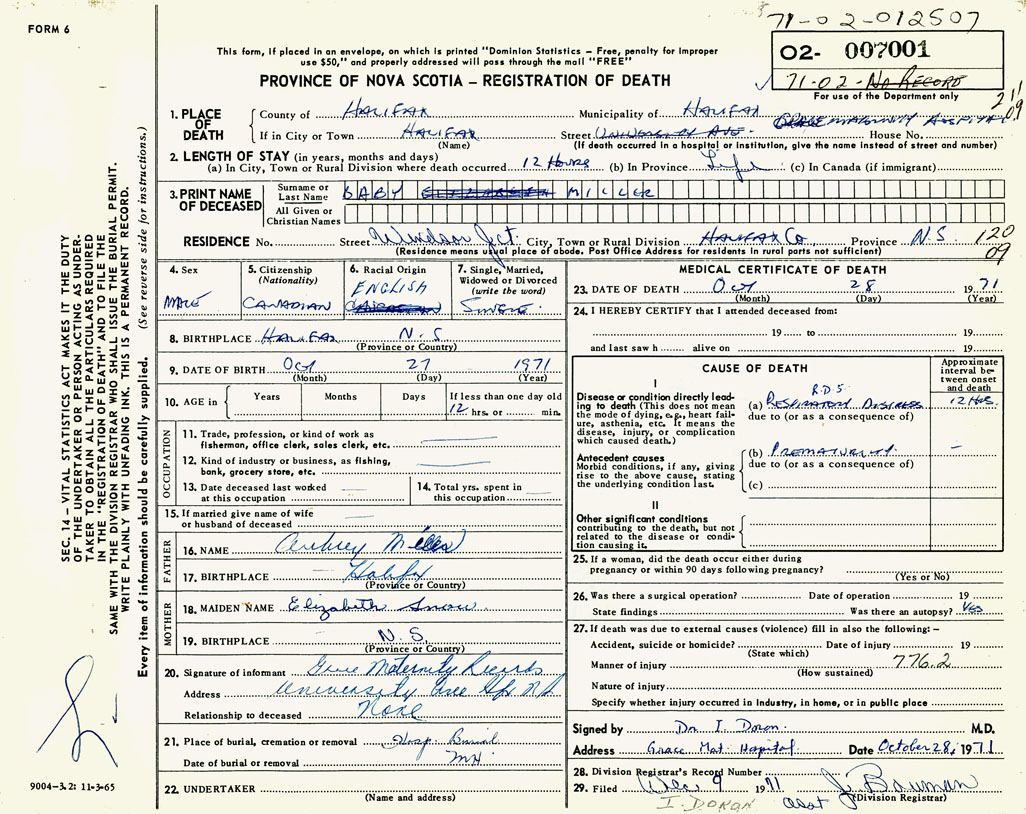 FORM 6
71-02-012507
02- 007001
71-02- No Record
For use of the Department only
211
09
This form, if placed in an envelope, on which is printed "Dominion Statistics – Free, penalty for improper
use $50," and properly addressed will pass through the mail "FREE"
PROVINCE OF NOVA SCOTIA – REGISTRATION OF DEATH
1. PLACE OF DEATH
County of HALIFAX Municipality of HALIFAX
GRACE MATERNITY HOSPITAL
If in City or Town HALIFAX Street University Ave. House No.
(Name) (If death occurred in a hospital or institution, give the name instead of street and number)
2. LENGTH OF STAY (in years, months and days)
(a) In City, Town or Rural Division where death occurred 12 Hours (b) In Province Life (c) In Canada (if immigrant)
3. PRINT NAME OF DECEASED
Surname or Last Name BABY MILLER
All Given or Christian Names
RESIDENCE No. Street Windsor Jct. City, Town or Rural Division HALIFAX Co. Province N.S.
120
09
(Residence means usual place of abode. Post Office Address for residents in rural parts not sufficient)
4. Sex MALE
5. Citizenship (Nationality) CANADIAN
6. Racial Origin ENGLISH
7. Single, Married, Widowed or Divorced (write the word) SINGLE
8. BIRTHPLACE HALIFAX N.S
(Province or Country)
9. DATE OF BIRTH Oct 27 1971
(Month) (Day) (Year)
10. AGE in Years Months Days If less than one day old
12 hrs. or min.
OCCUPATION
11. Trade, profession, or kind of work as
fisherman, office clerk, sales clerk, etc.
12. Kind of industry or business, as fishing,
bank, grocery store, etc.
13. Date deceased last worked
at this occupation
14. Total yrs. spent in
this occupation
15. If married give name of wife
or husband of deceased
FATHER
16. NAME Aubrey
17. BIRTHPLACE Halifax
(Province or Country)
MOTHER
18. MAIDEN NAME Elizabeth Snow
19. BIRTHPLACE N.S.
(Province or Country)
20. Signature of informant Grace Maternity Records
Address University Ave
Relationship to deceased None
21. Place of burial, cremation or removal Hosp. Burial
Date of burial or removal
22. UNDERTAKER
(Name and address)
MEDICAL CERTIFICATE OF DEATH
23. DATE OF DEATH Oct 28 1971
(Month) (Day) (Year)
24. I HEREBY CERTIFY that I attended deceased from:
19 to 19
and last saw h alive on 19
CAUSE OF DEATH
Approximate interval between onset and death
I
Disease or condition directly leading to death (This does not
the mode of dying, e.g., heart failure, asthenia, etc. It means the
disease, injury, or complication
which caused death.)
R.D.S.
(a) RESPIRATORY DISTRESS 12 Hrs.
due to (or as a consequence of)
Antecedent causes
Morbid conditions, if any, giving
rise to the above cause, stating
the underlying condition last.
(b) PREMATURITY –
due to (or as a consequence of)
(c)
II
Other significant conditions
contributing to the death, but not
related to the disease or condition causing it.
25. If a woman, did the death occur either during
pregnancy or within 90 days following pregnancy?
(Yes or No)
26. Was there a surgical operation? Date of operation 19
State findings Was there an autopsy? Yes
27. If death was due to external causes (violence) fill in also the following: –
Accident, suicide or homicide? Date of injury 19
(State which)
Manner of injury 776.2
(How sustained)
Nature of injury
Specify whether injury occurred in industry, in home, or in public place
Signed by Dr. I. Doron M.D.
Address Grace Mat. Hospital. Date October 28, 1971
28. Division Registrar's Record Number
29. Filed Dec 9 1971 J. Bauman
I. DORON Asst (Division Registrar)
SEC. 14 – VITAL STATISTICS ACT MAKES IT THE DUTY
OF THE UNDERTAKER OR PERSON ACTING AS UNDER-
TAKER TO OBTAIN ALL THE PARTICULARS REQUIRED
IN THE "REGISTRATION OF DEATH" AND TO FILE THE
SAME WITH THE DIVISION REGISTRAR WHO SHALL ISSUE THE BURIAL PERMIT.
WRITE PLAINLY WITH UNFADING INK. THIS IS A PERMANENT RECORD.
Every item of information should be carefully supplied. (See reverse side for instructions.)
9004–3.2: 11-3-65